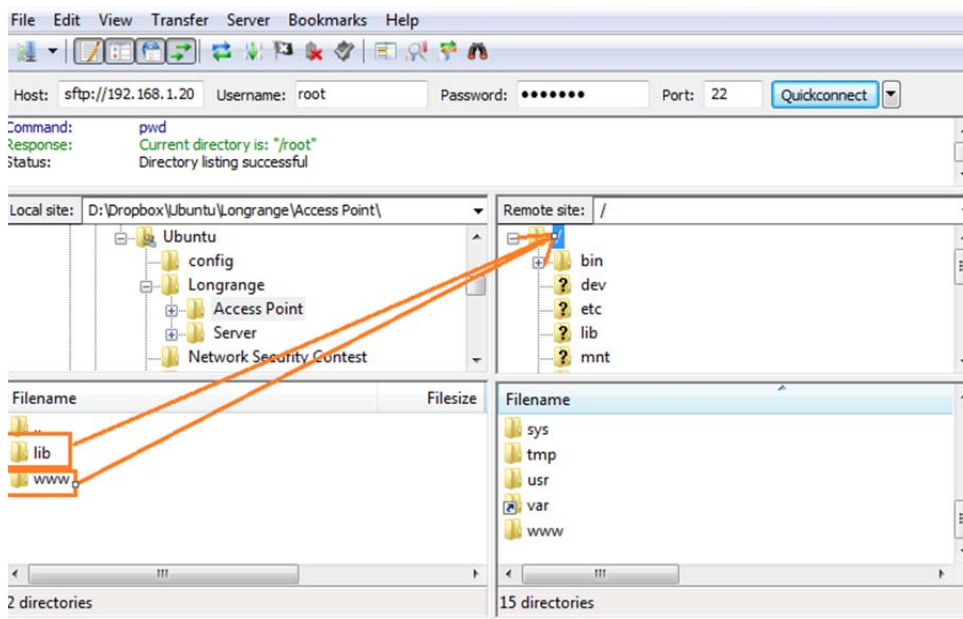 File Edit View Transfer Server Bookmarks Help
Host: sftp://192.168.1.20 Username: root Password: ●●●●●●● Port: 22 Quickconnect
Command: pwd
Response: Current directory is: "/root"
Status: Directory listing successful
Local site: D:\Dropbox\Ubuntu\Longrange\Access Point\
Ubuntu
config
Longrange
Access Point
Server
Network Security Contest
Remote site: /
/
bin
? dev
? etc
? lib
? mnt
Filename Filesize
..
lib
www
2 directories
Filename
sys
tmp
usr
var
www
15 directories